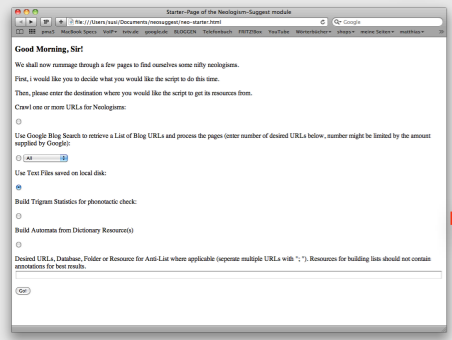 Starter-Page of the Neologism-Suggest module
file:///Users/susi/Documents/neosuggest/neo-starter.html
Google
pma5 MacBook Specs VoIP tvtv.de google.de BLOGGEN Telefonbuch FRITZ!Box YouTube Wörterbücher shops meine Seiten matthias
Good Morning, Sir!
We shall now rummage through a few pages to find ourselves some nifty neologisms.
First, i would like you to decide what you would like the script to do this time.
Then, please enter the destination where you would like the script to get its resources from.
Crawl one or more URLs for Neologisms:
Use Google Blog Search to retrieve a List of Blog URLs and process the pages (enter number of desired URLs below, number might be limited by the amount
supplied by Google):
All
Use Text Files saved on local disk:
Build Trigram Statistics for phonotactic check:
Build Automata from Dictionary Resource(s)
Desired URLs, Database, Folder or Resource for Anti-List where applicable (seperate multiple URLs with "; "). Resources for building lists should not contain
annotations for best results.
Go!